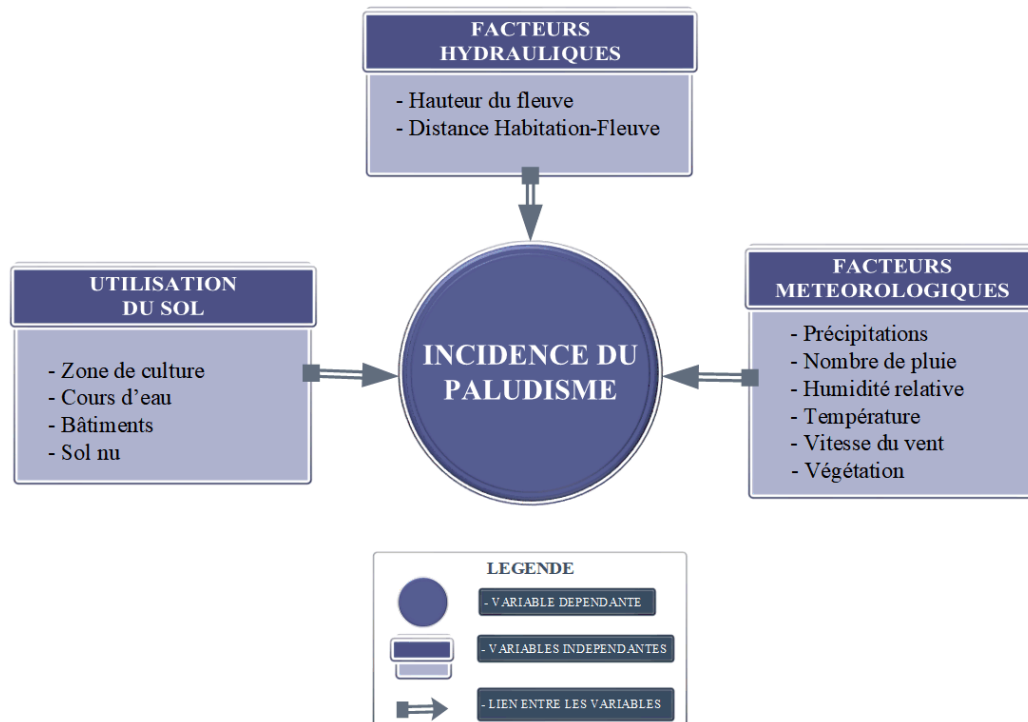 FACTEURS
HYDRAULIQUES
- Hauteur du fleuve
- Distance Habitation-Fleuve
UTILISATION
DU SOL
- Zone de culture
- Cours d'eau
- Bâtiments
- Sol nu
INCIDENCE DU
PALUDISME
FACTEURS
METEOROLOGIQUES
- Précipitations
- Nombre de pluie
- Humidité relative
- Température
- Vitesse du vent
- Végétation
LEGENDE
- VARIABLE DEPENDANTE
- VARIABLES INDEPENDANTES
- LIEN ENTRE LES VARIABLES